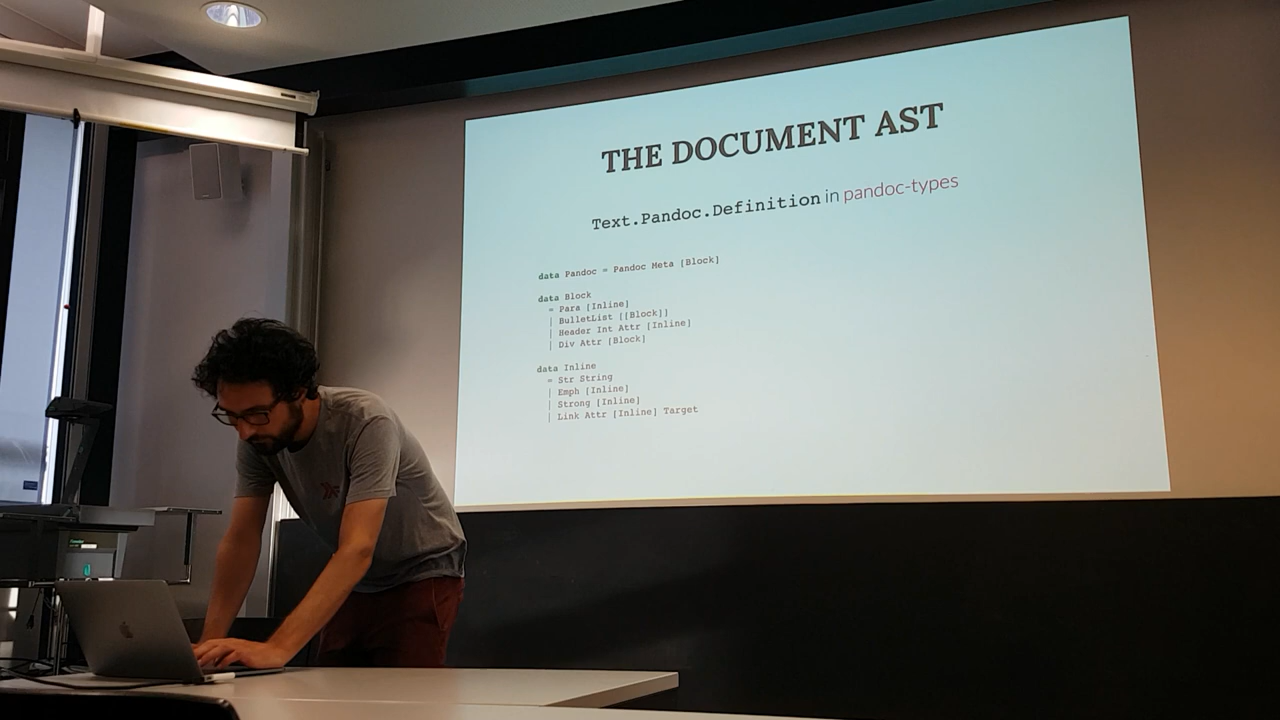 THE DOCUMENT AST
Text.Pandoc.Definition in pandoc-types
data Pandoc = Pandoc Meta [Block]
data Block
= Para [Inline]
| BulletList [[Block]]
| Header Int Attr [Inline]
| Div Attr [Block]
data Inline
= Str String
| Emph [Inline]
| Strong [Inline]
| Link Attr [Inline] Target